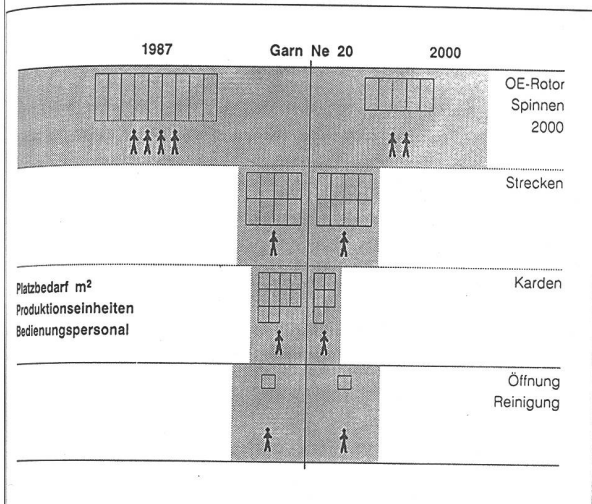 1987 Garn Ne 20 2000
OE-Rotor
Spinnen
2000
Strecken
Platzbedarf m²
Produktionseinheiten
Bedienungspersonal
Karden
Öffnung
Reinigung